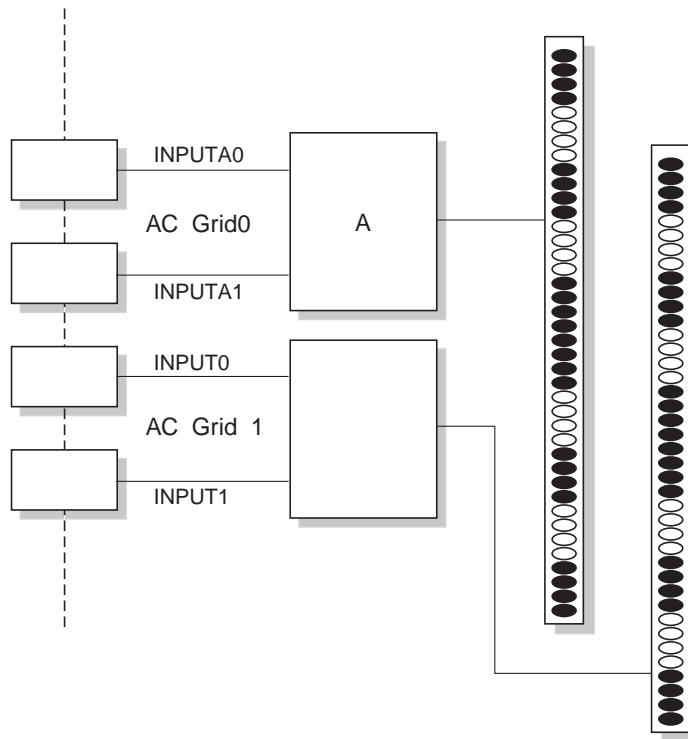 INPUTA0
AC Grid0
A
INPUTA1
INPUT0
AC Grid 1
INPUT1